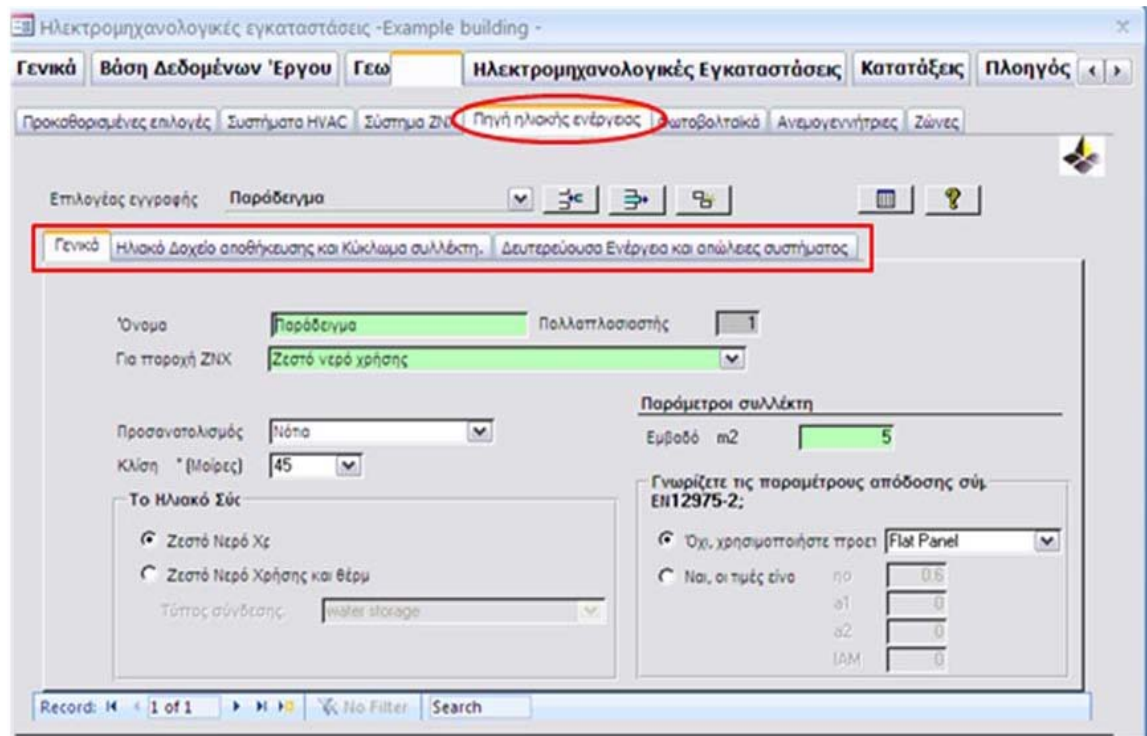 Ηλεκτρομηχανολογικές εγκαταστάσεις -Example building -
Γενικά Βάση Δεδομένων 'Εργου Γεω Ηλεκτρομηχανολογικές Εγκαταστάσεις Κατατάξεις Πλοηγός
Προκαθορισμένες επιλογές Συστήματα HVAC Σύστημα ΖΝΧ Πηγή ηλιακής ενέργειας Φωτοβολταϊκά Ανεμογεννήτριες Ζώνες
Επιλογέας εγγραφής Παράδειγμα
Γενικά Ηλιακό Δοχείο αποθήκευσης και Κύκλωμα συλλέκτη. Δευτερεύουσα Ενέργεια και απώλειες συστήματος
Όνομα Παράδειγμα Πολλαπλασιαστής 1
Για παροχή ΖΝΧ Ζεστό νερό χρήσης
Παράμετροι συλλέκτη
Προσανατολισμός Νότια Εμβαδό m2 5
Κλίση ° (Μοίρες) 45
Το Ηλιακό Σύς Γνωρίζετε τις παραμέτρους απόδοσης σύμ
EN12975-2;
Ζεστό Νερό Χρ Όχι, χρησιμοποιήστε προεπ Flat Panel
Ζεστό Νερό Χρήσης και θέρμ Ναι, οι τιμές είνα ηο 0.6
Τύπος σύνδεσης. water storage a1 0
a2 0
IAM 0
Record: 1 of 1 No Filter Search